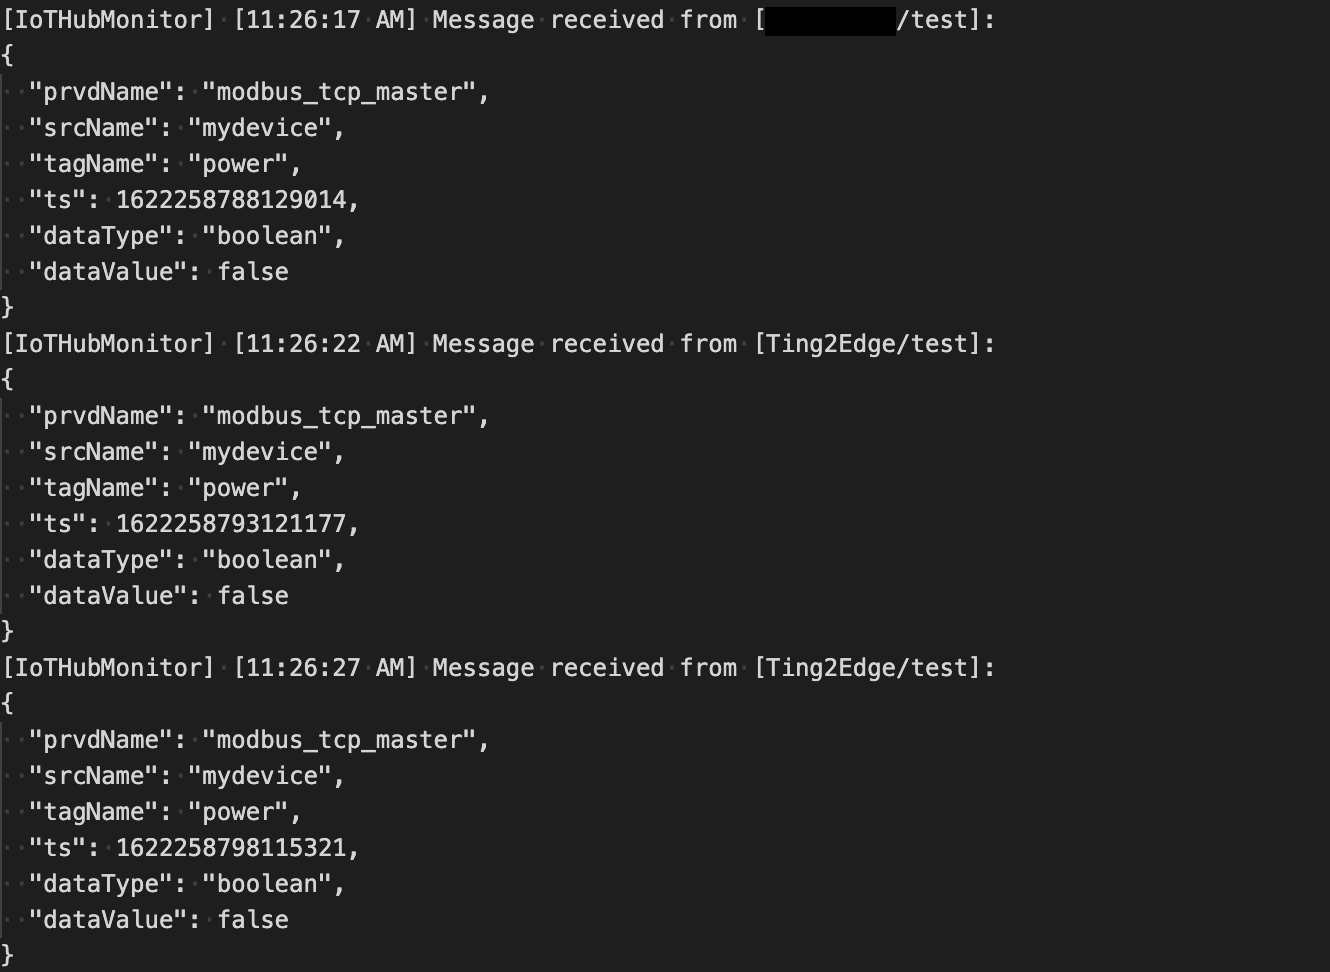 [IoTHubMonitor] [11:26:17 AM] Message received from [/test]:
{
  "prvdName": "modbus_tcp_master",
  "srcName": "mydevice",
  "tagName": "power",
  "ts": 1622258788129014,
  "dataType": "boolean",
  "dataValue": false
}
[IoTHubMonitor] [11:26:22 AM] Message received from [Ting2Edge/test]:
{
  "prvdName": "modbus_tcp_master",
  "srcName": "mydevice",
  "tagName": "power",
  "ts": 1622258793121177,
  "dataType": "boolean",
  "dataValue": false
}
[IoTHubMonitor] [11:26:27 AM] Message received from [Ting2Edge/test]:
{
  "prvdName": "modbus_tcp_master",
  "srcName": "mydevice",
  "tagName": "power",
  "ts": 1622258798115321,
  "dataType": "boolean",
  "dataValue": false
}